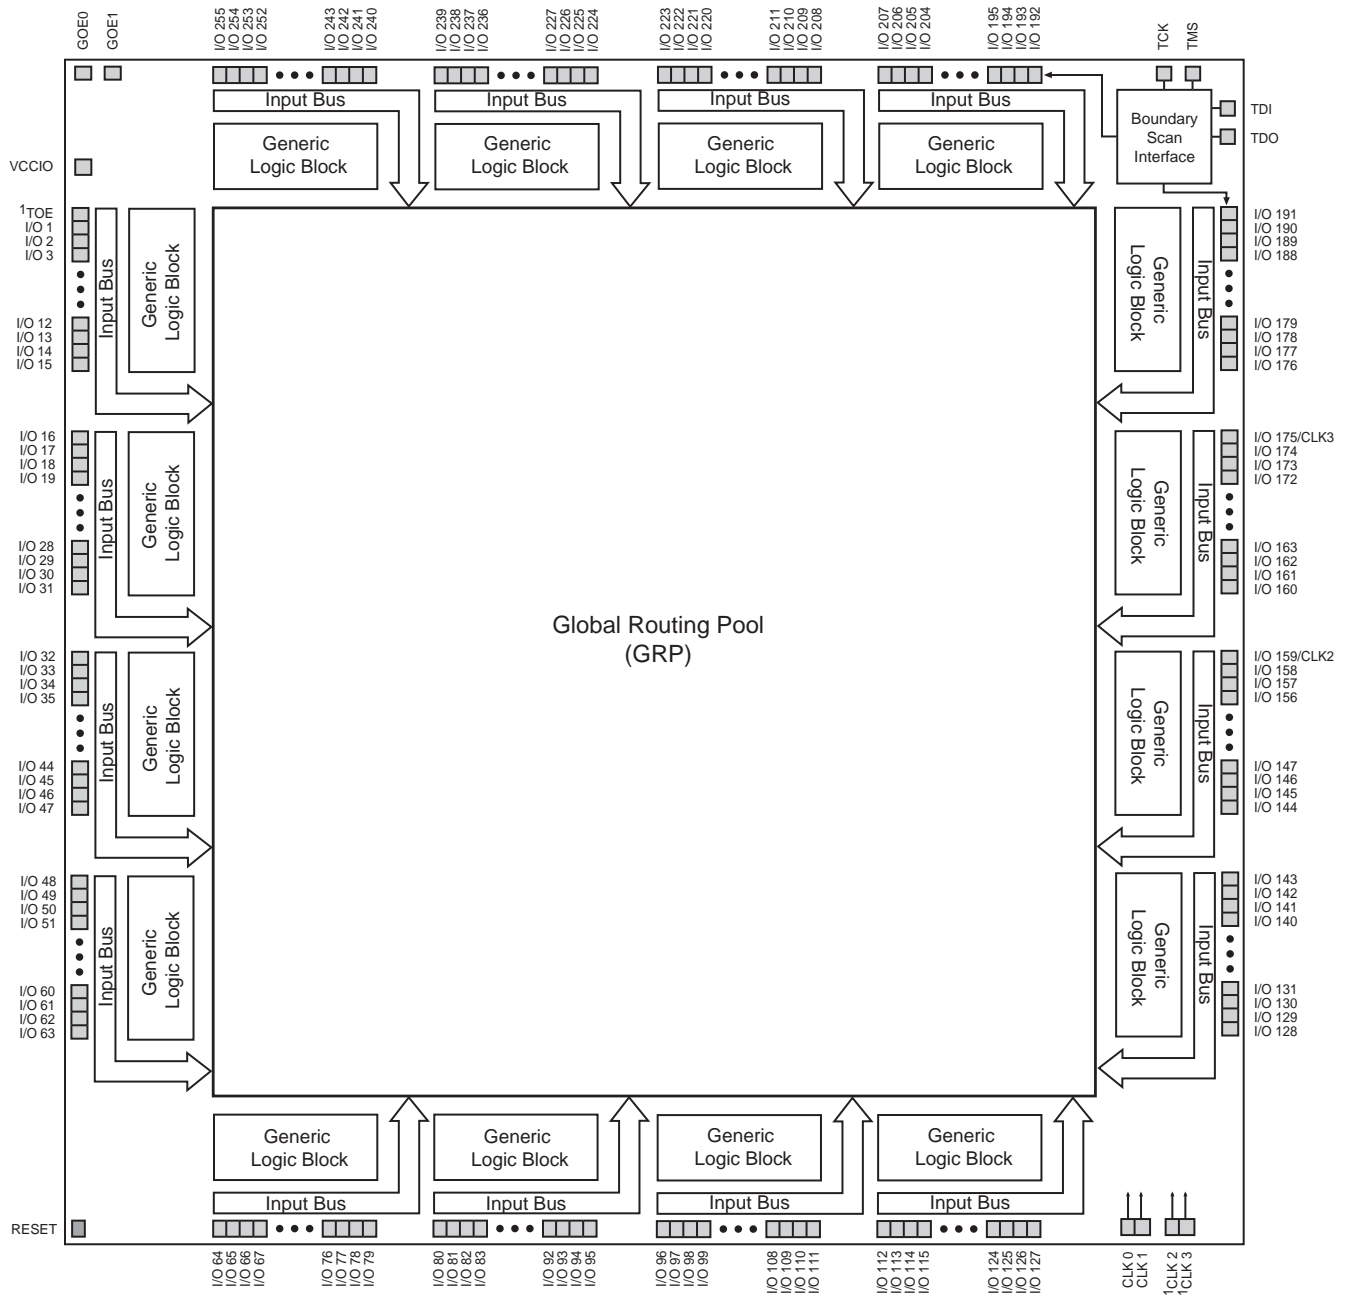 GOE0
GOE1
I/O 255
I/O 254
I/O 253
I/O 252
I/O 243
I/O 242
I/O 241
I/O 240
I/O 239
I/O 238
I/O 237
I/O 236
I/O 227
I/O 226
I/O 225
I/O 224
I/O 223
I/O 222
I/O 221
I/O 220
I/O 211
I/O 210
I/O 209
I/O 208
I/O 207
I/O 206
I/O 205
I/O 204
I/O 195
I/O 194
I/O 193
I/O 192
TCK
TMS
Input Bus
Input Bus
Input Bus
Input Bus
Generic
Logic Block
Generic
Logic Block
Generic
Logic Block
Generic
Logic Block
Boundary
Scan
Interface
TDI
TDO
VCCIO
1TOE
I/O 1
I/O 2
I/O 3
I/O 12
I/O 13
I/O 14
I/O 15
Input Bus
Generic
Logic Block
I/O 16
I/O 17
I/O 18
I/O 19
I/O 28
I/O 29
I/O 30
I/O 31
Input Bus
Generic
Logic Block
I/O 32
I/O 33
I/O 34
I/O 35
I/O 44
I/O 45
I/O 46
I/O 47
Input Bus
Generic
Logic Block
I/O 48
I/O 49
I/O 50
I/O 51
I/O 60
I/O 61
I/O 62
I/O 63
Input Bus
Generic
Logic Block
Global Routing Pool
(GRP)
Generic
Logic Block
Input Bus
I/O 191
I/O 190
I/O 189
I/O 188
I/O 179
I/O 178
I/O 177
I/O 176
Generic
Logic Block
Input Bus
I/O 175/CLK3
I/O 174
I/O 173
I/O 172
I/O 163
I/O 162
I/O 161
I/O 160
Generic
Logic Block
Input Bus
I/O 159/CLK2
I/O 158
I/O 157
I/O 156
I/O 147
I/O 146
I/O 145
I/O 144
Generic
Logic Block
Input Bus
I/O 143
I/O 142
I/O 141
I/O 140
I/O 131
I/O 130
I/O 129
I/O 128
Generic
Logic Block
Generic
Logic Block
Generic
Logic Block
Generic
Logic Block
Input Bus
Input Bus
Input Bus
Input Bus
RESET
I/O 64
I/O 65
I/O 66
I/O 67
I/O 76
I/O 77
I/O 78
I/O 79
I/O 80
I/O 81
I/O 82
I/O 83
I/O 92
I/O 93
I/O 94
I/O 95
I/O 96
I/O 97
I/O 98
I/O 99
I/O 108
I/O 109
I/O 110
I/O 111
I/O 112
I/O 113
I/O 114
I/O 115
I/O 124
I/O 125
I/O 126
I/O 127
CLK 0
CLK 1
1CLK 2
1CLK 3